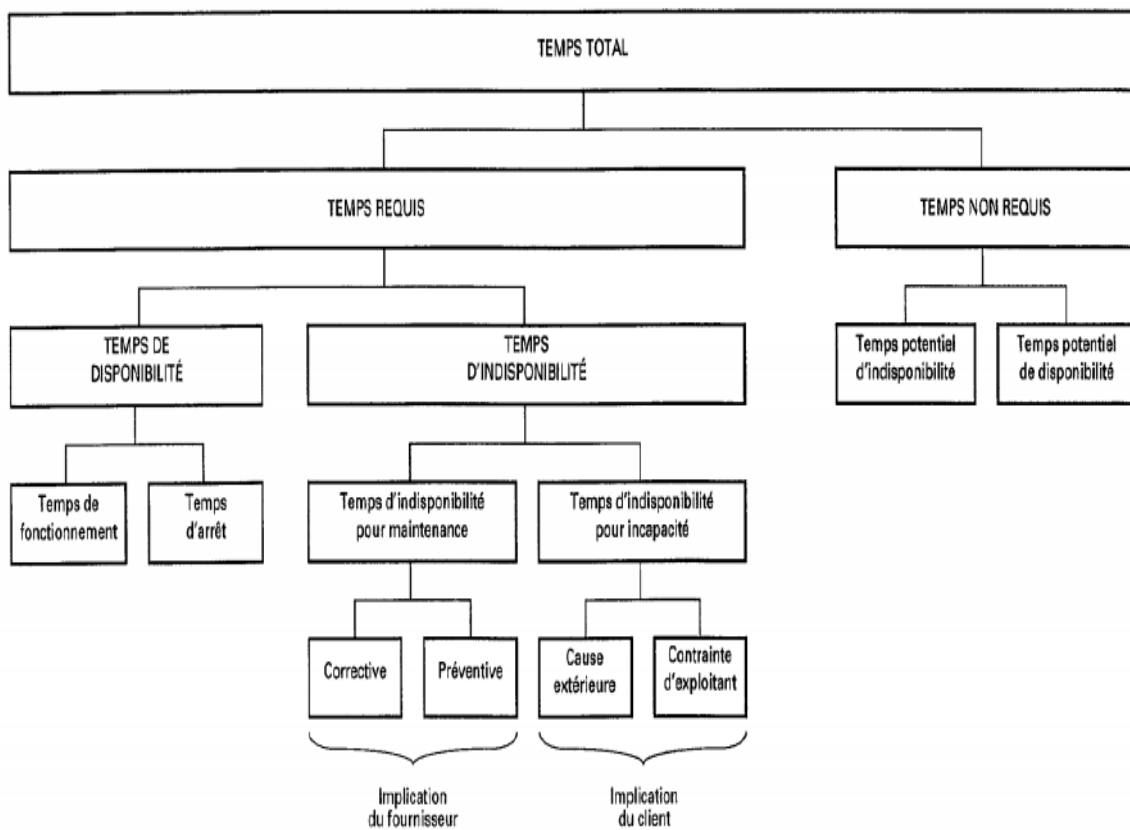 TEMPS TOTAL
TEMPS REQUIS
TEMPS NON REQUIS
TEMPS DE
DISPONIBILITÉ
TEMPS
D'INDISPONIBILITÉ
Temps potentiel
d'indisponibilité
Temps potentiel
de disponibilité
Temps de
fonctionnement
Temps
d'arrêt
Temps d'indisponibilité
pour maintenance
Temps d'indisponibilité
pour incapacité
Corrective
Préventive
Cause
extérieure
Contrainte
d'exploitant
Implication
du fournisseur
Implication
du client